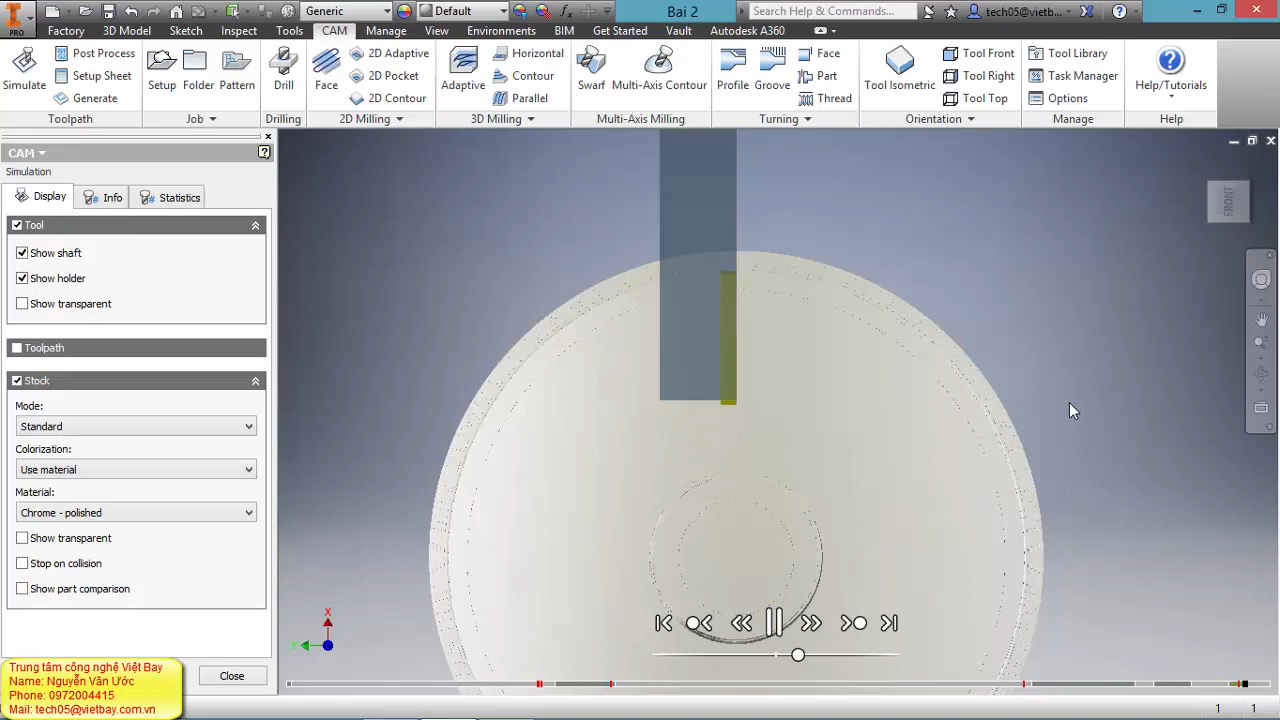 PRO
Generic
Default
Bai 2
Search Help & Commands...
tech05@vietb...
Factory 3D Model Sketch Inspect Tools CAM Manage View Environments BIM Get Started Vault Autodesk A360
Simulate
Post Process
Setup Sheet
Generate
Toolpath
Setup Folder Pattern
Job
Drill
Drilling
Face
2D Adaptive
2D Pocket
2D Contour
2D Milling
Adaptive
Horizontal
Contour
Parallel
3D Milling
Swarf Multi-Axis Contour
Multi-Axis Milling
Profile Groove
Face
Part
Thread
Turning
Tool Isometric
Tool Front
Tool Right
Tool Top
Orientation
Tool Library
Task Manager
Options
Manage
Help/Tutorials
Help
CAM
Simulation
Display Info Statistics
Tool
Show shaft
Show holder
Show transparent
Toolpath
Stock
Mode:
Standard
Colorization:
Use material
Material:
Chrome - polished
Show transparent
Stop on collision
Show part comparison
Close
FRONT
X
Y
Trung tâm công nghệ Việt Bay
Name: Nguyễn Văn Ước
Phone: 0972004415
Mail: tech05@vietbay.com.vn
1 1